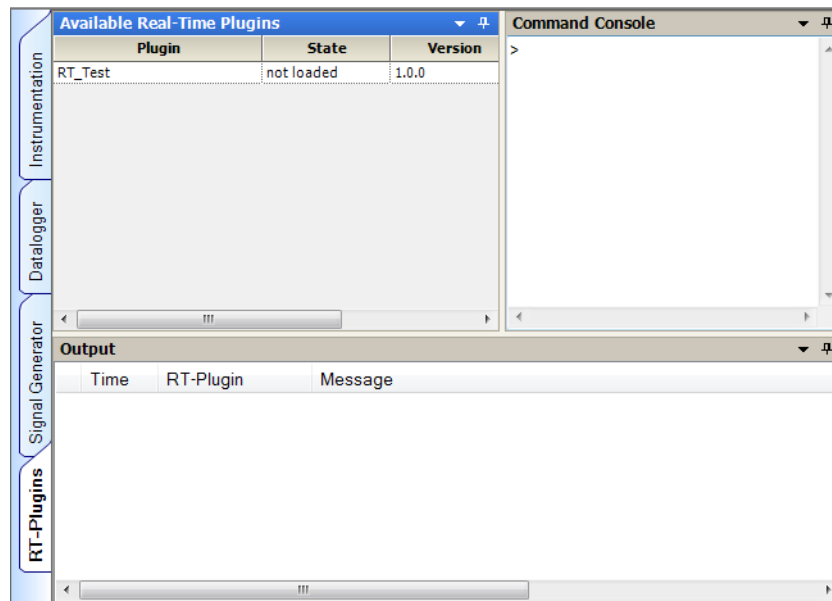 Instrumentation
Datalogger
Signal Generator
RT-Plugins
Available Real-Time Plugins
Plugin State Version
RT_Test not loaded 1.0.0
Command Console
>
Output
Time RT-Plugin Message